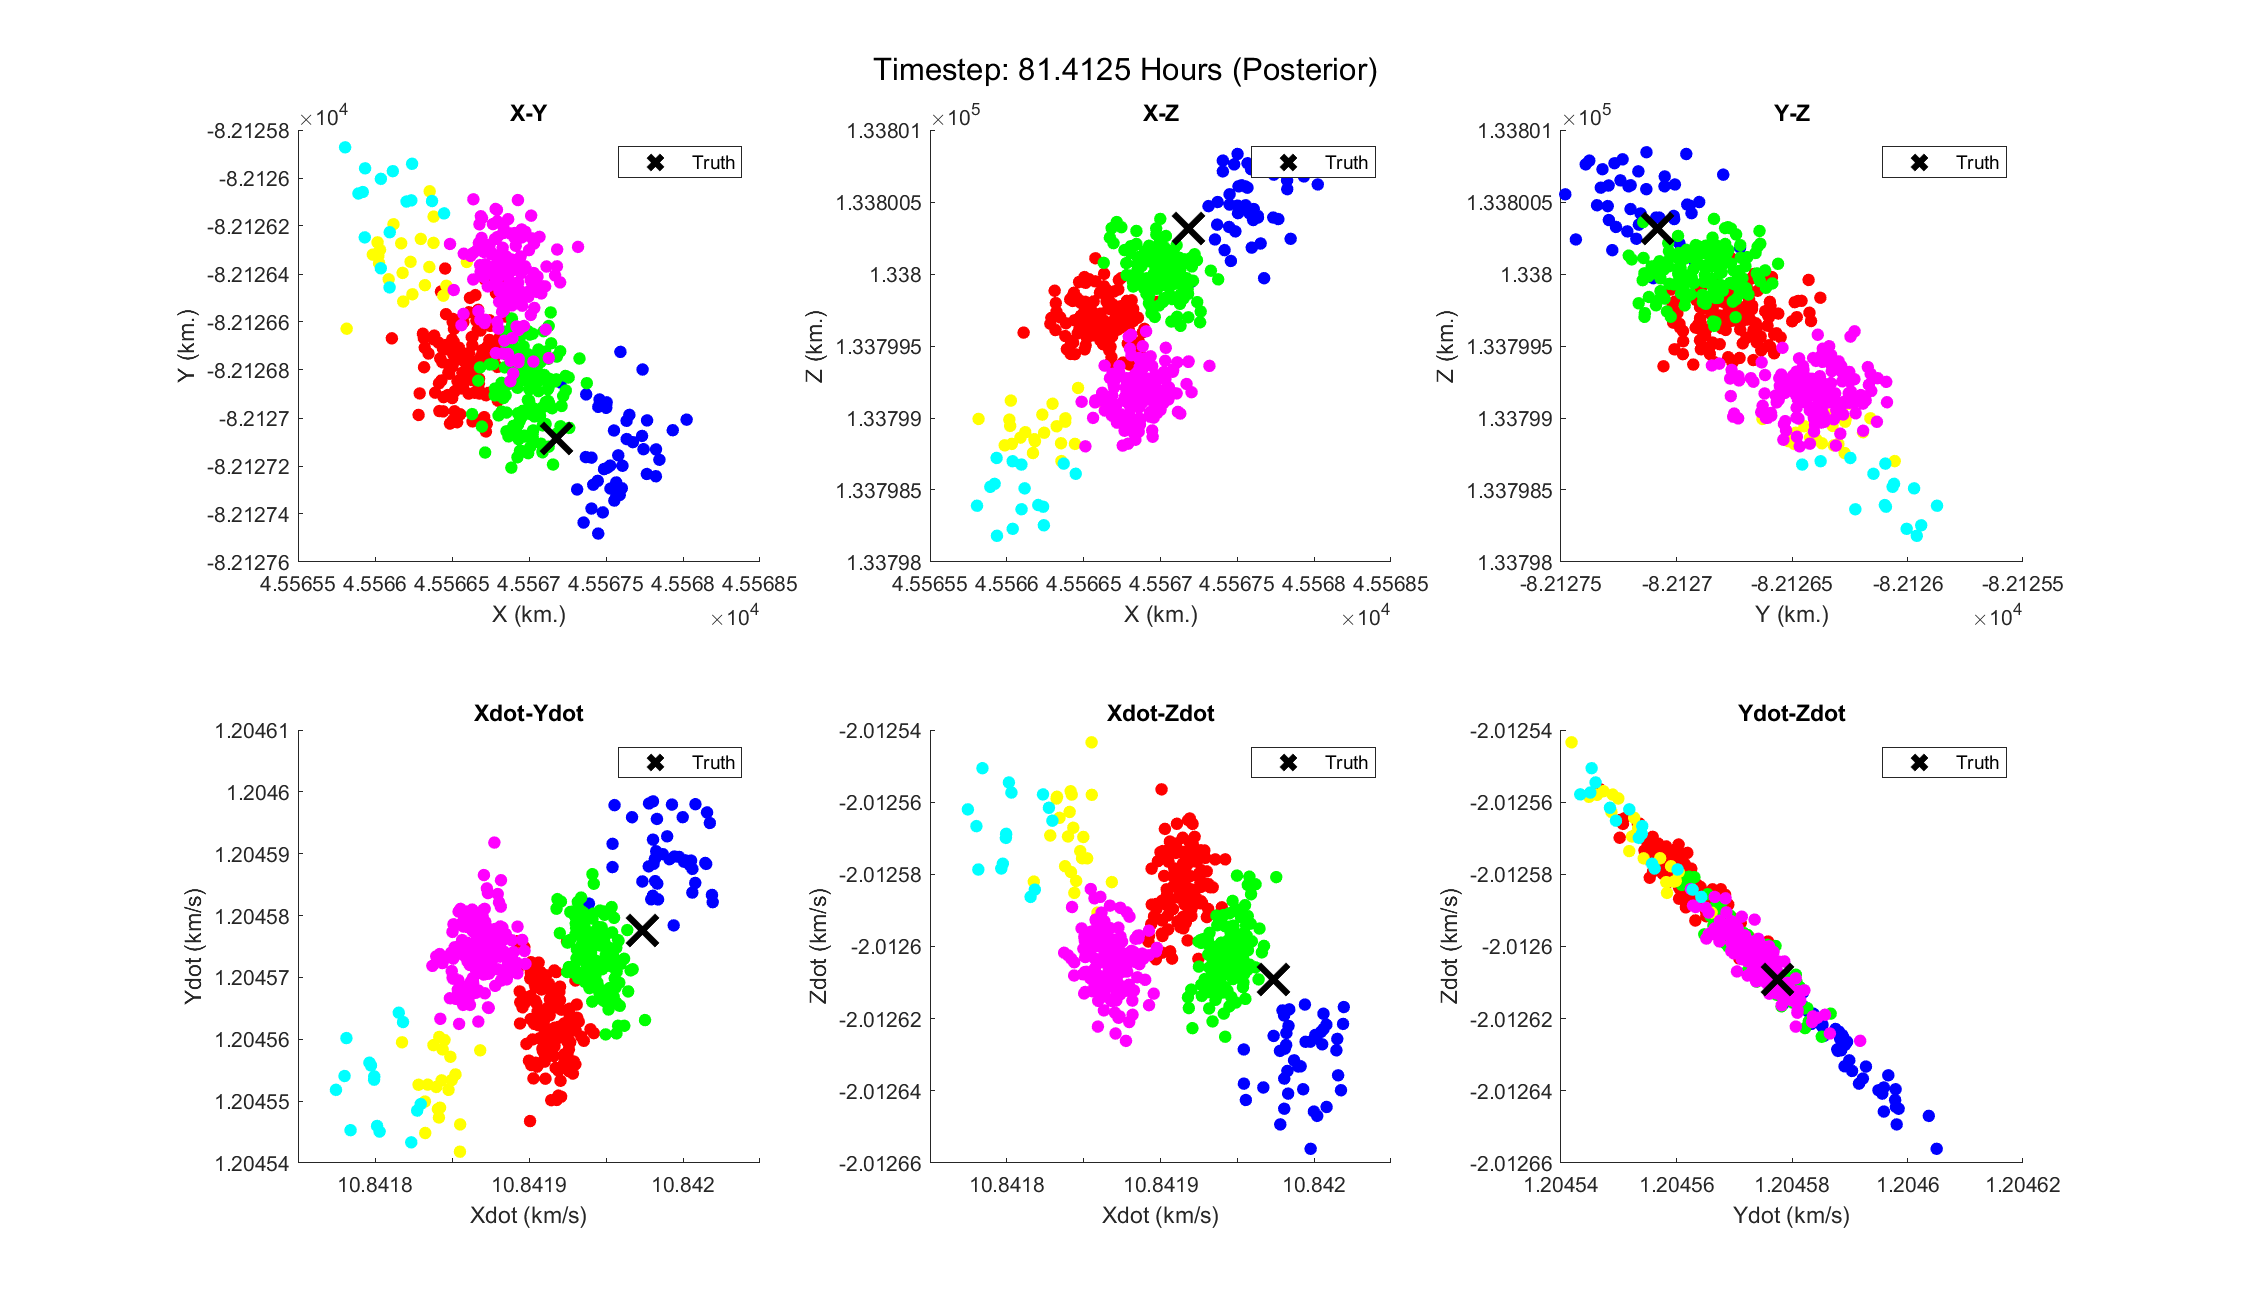 Timestep: 81.4125 Hours (Posterior)
X-Y
×10^4
-8.21258
-8.2126
-8.21262
-8.21264
-8.21266
-8.21268
-8.2127
-8.21272
-8.21274
-8.21276
Y (km.)
Truth
4.55655 4.5566 4.55665 4.5567 4.55675 4.5568 4.55685
X (km.)
×10^4
X-Z
×10^5
1.33801
1.338005
1.338
1.337995
1.33799
1.337985
1.33798
Z (km.)
Truth
4.55655 4.5566 4.55665 4.5567 4.55675 4.5568 4.55685
X (km.)
×10^4
Y-Z
×10^5
1.33801
1.338005
1.338
1.337995
1.33799
1.337985
1.33798
Z (km.)
Truth
-8.21275 -8.2127 -8.21265 -8.2126 -8.21255
Y (km.)
×10^4
Xdot-Ydot
1.20461
1.2046
1.20459
1.20458
1.20457
1.20456
1.20455
1.20454
Ydot (km/s)
Truth
10.8418 10.8419 10.842
Xdot (km/s)
Xdot-Zdot
-2.01254
-2.01256
-2.01258
-2.0126
-2.01262
-2.01264
-2.01266
Zdot (km/s)
Truth
10.8418 10.8419 10.842
Xdot (km/s)
Ydot-Zdot
-2.01254
-2.01256
-2.01258
-2.0126
-2.01262
-2.01264
-2.01266
Zdot (km/s)
Truth
1.20454 1.20456 1.20458 1.2046 1.20462
Ydot (km/s)